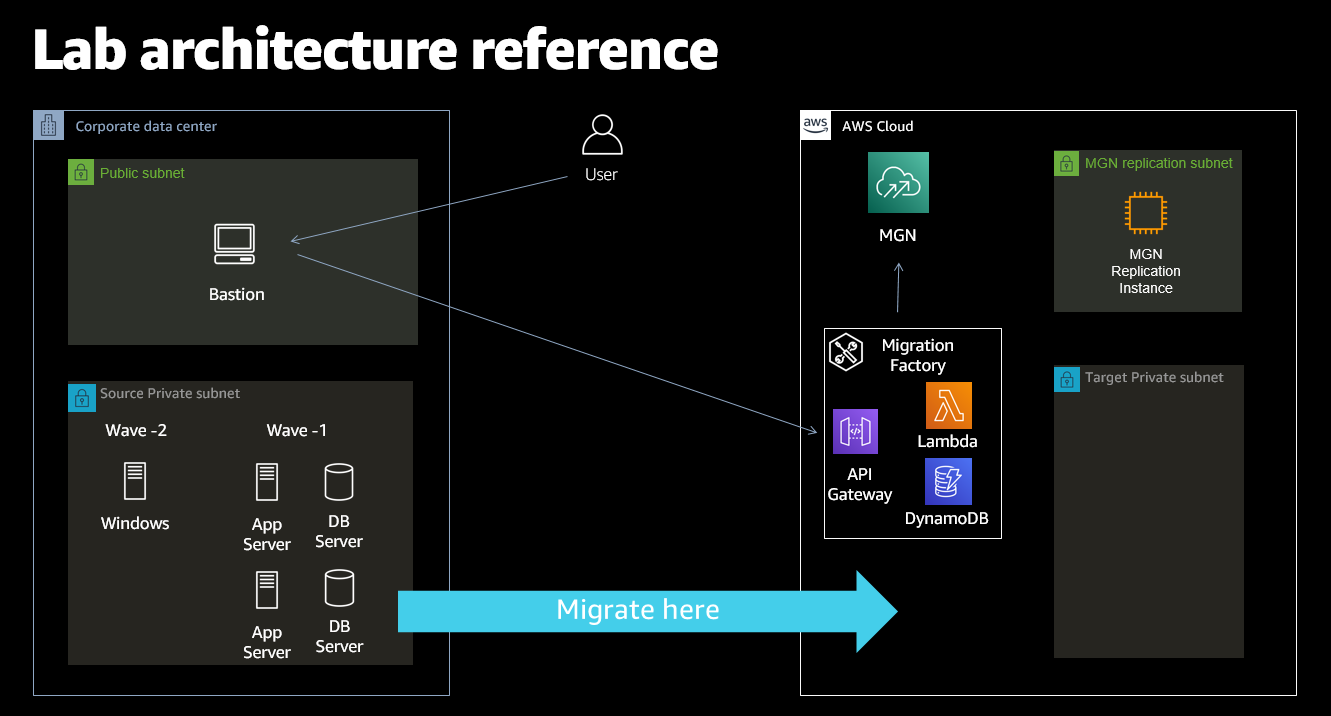 Lab architecture reference
Corporate data center
Public subnet
Bastion
Source Private subnet
Wave -2
Wave -1
Windows
App
Server
DB
Server
App
Server
DB
Server
User
Migrate here
aws
AWS Cloud
MGN
MGN replication subnet
MGN
Replication
Instance
Migration
Factory
Lambda
API
Gateway
DynamoDB
Target Private subnet